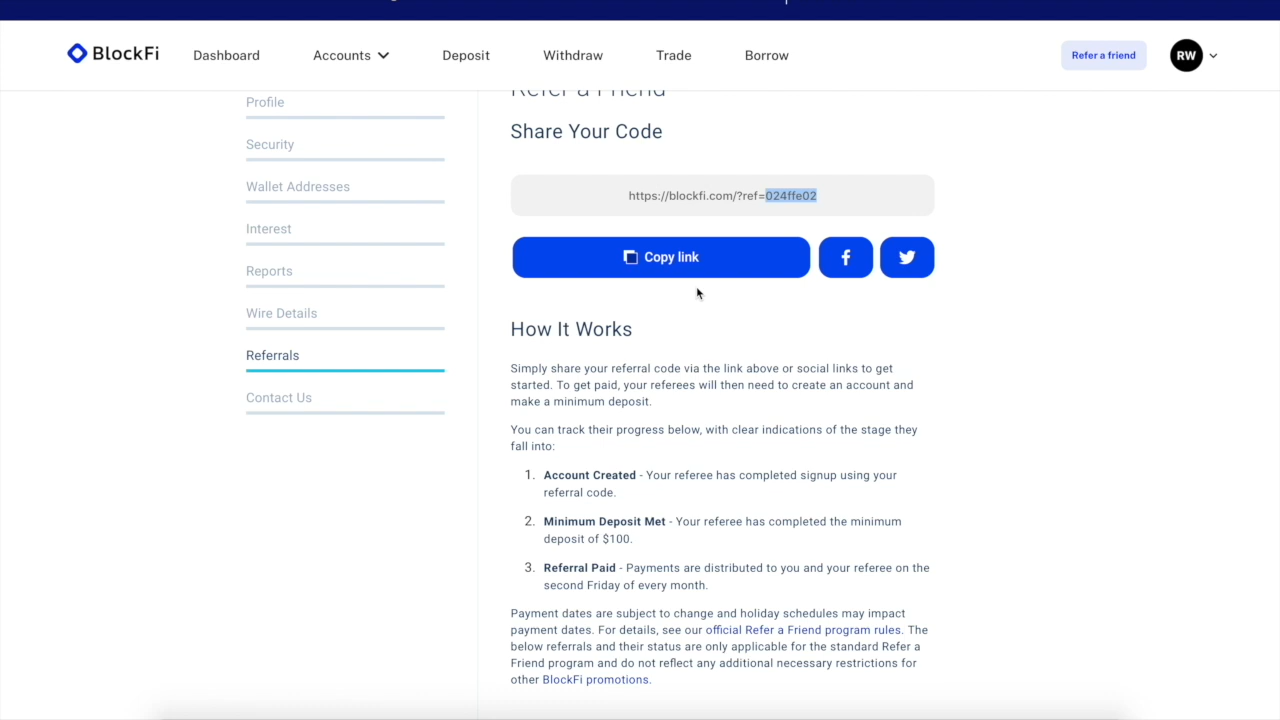 BlockFi
Dashboard
Accounts
Deposit
Withdraw
Trade
Borrow
Refer a friend
RW
Profile
Security
Wallet Addresses
Interest
Reports
Wire Details
Referrals
Contact Us
Refer a Friend
Share Your Code
https://blockfi.com/?ref=024ffe02
Copy link
How It Works
Simply share your referral code via the link above or social links to get
started. To get paid, your referees will then need to create an account and
make a minimum deposit.
You can track their progress below, with clear indications of the stage they
fall into:
1. Account Created - Your referee has completed signup using your
referral code.
2. Minimum Deposit Met - Your referee has completed the minimum
deposit of $100.
3. Referral Paid - Payments are distributed to you and your referee on the
second Friday of every month.
Payment dates are subject to change and holiday schedules may impact
payment dates. For details, see our official Refer a Friend program rules. The
below referrals and their status are only applicable for the standard Refer a
Friend program and do not reflect any additional necessary restrictions for
other BlockFi promotions.